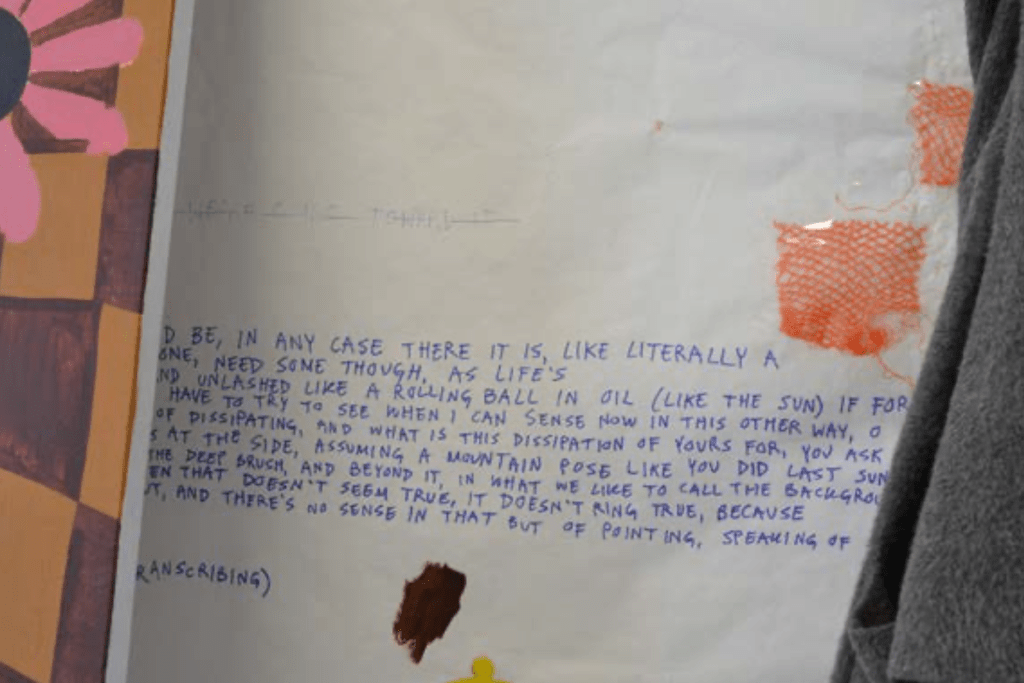 TOWARD IT
D BE, IN ANY CASE THERE IT IS, LIKE LITERALLY A
ONE, NEED SOME THOUGH, AS LIFE'S
ND UNLASHED LIKE A ROLLING BALL IN OIL (LIKE THE SUN) IF FOR
HAVE TO TRY TO SEE WHEN I CAN SENSE NOW IN THIS OTHER WAY, O
OF DISSIPATING, AND WHAT IS THIS DISSIPATION OF YOURS FOR, YOU ASK
S AT THE SIDE, ASSUMING A MOUNTAIN POSE LIKE YOU DID LAST SUN
THE DEEP BRUSH, AND BEYOND IT, IN WHAT WE LIKE TO CALL THE BACKGROU
EN THAT DOESN'T SEEM TRUE, IT DOESN'T RING TRUE, BECAUSE
UT, AND THERE'S NO SENSE IN THAT BUT OF POINTING, SPEAKING OF
RANSCRIBING)